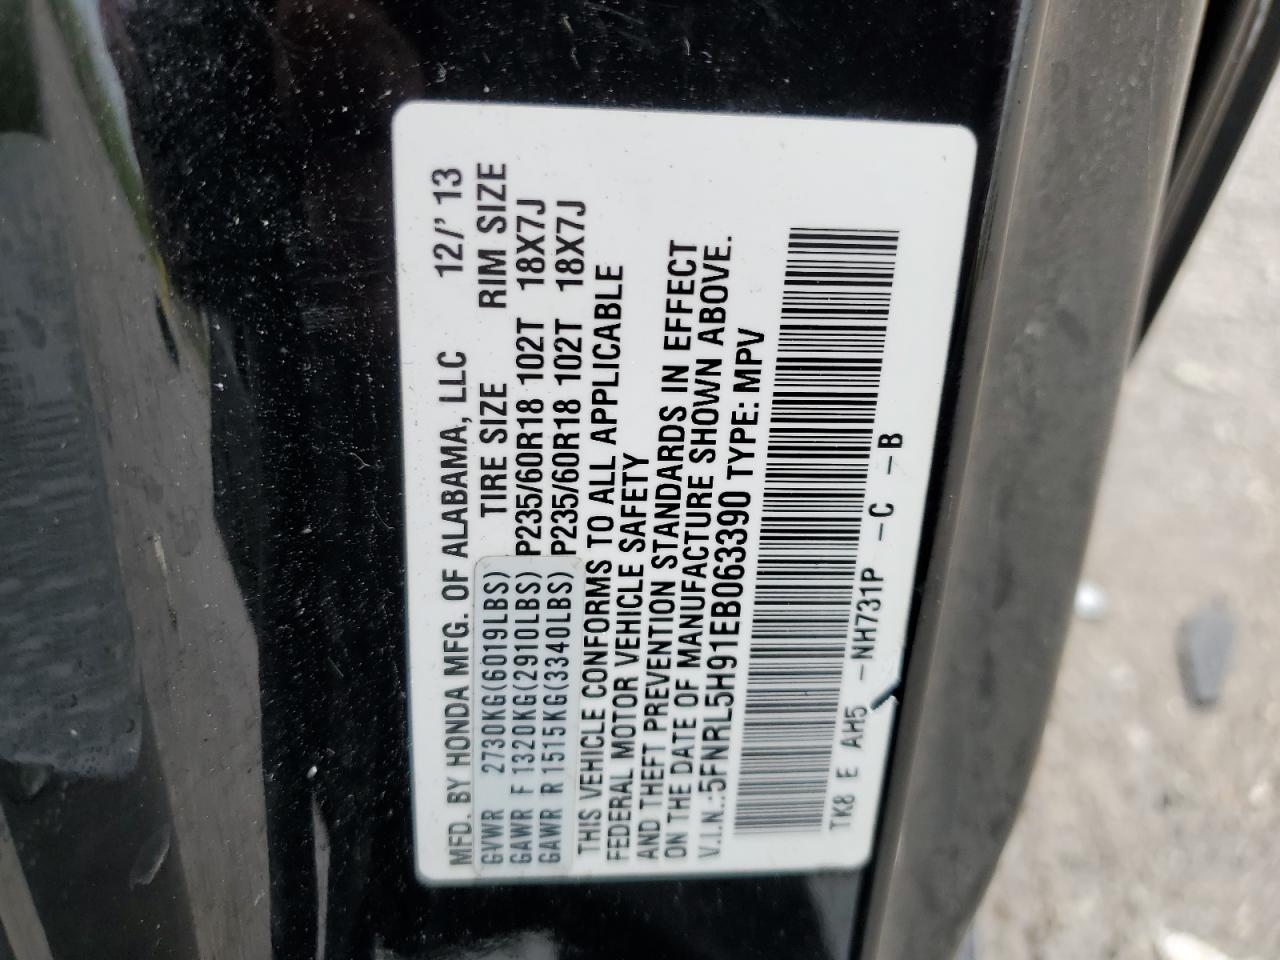 MFD. BY HONDA MFG. OF ALABAMA, LLC 12/' 13
GVWR 2730KG(6019LBS) TIRE SIZE RIM SIZE
GAWR F 1320KG(2910LBS) P235/60R18 102T 18X7J
GAWR R 1515KG(3340LBS) P235/60R18 102T 18X7J
THIS VEHICLE CONFORMS TO ALL APPLICABLE
FEDERAL MOTOR VEHICLE SAFETY
AND THEFT PREVENTION STANDARDS IN EFFECT
ON THE DATE OF MANUFACTURE SHOWN ABOVE.
V.I.N.:5FNRL5H91EB063390 TYPE: MPV
TK8 E AH5 -NH731P -C -B